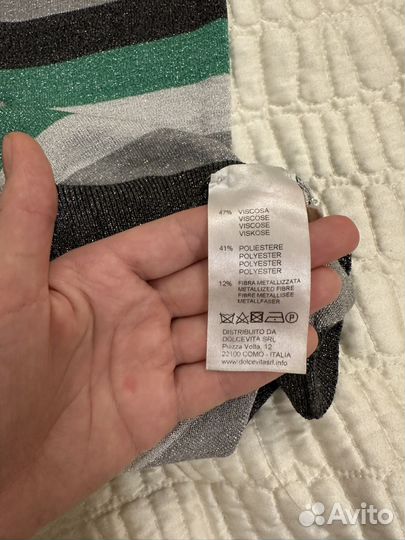 47% VISCOSA
VISCOSE
VISCOSE
VISKOSE
41% POLIESTERE
POLYESTER
POLYESTER
POLYESTER
12% FIBRA METALLIZZATA
METALLIZED FIBRE
FIBRE METALLISEE
METALLFASER
P
DISTRIBUITO DA
DOLCEVITA SRL
Piazza Volta, 12
22100 COMO - ITALIA
www.dolcevitasrl.info
Avito